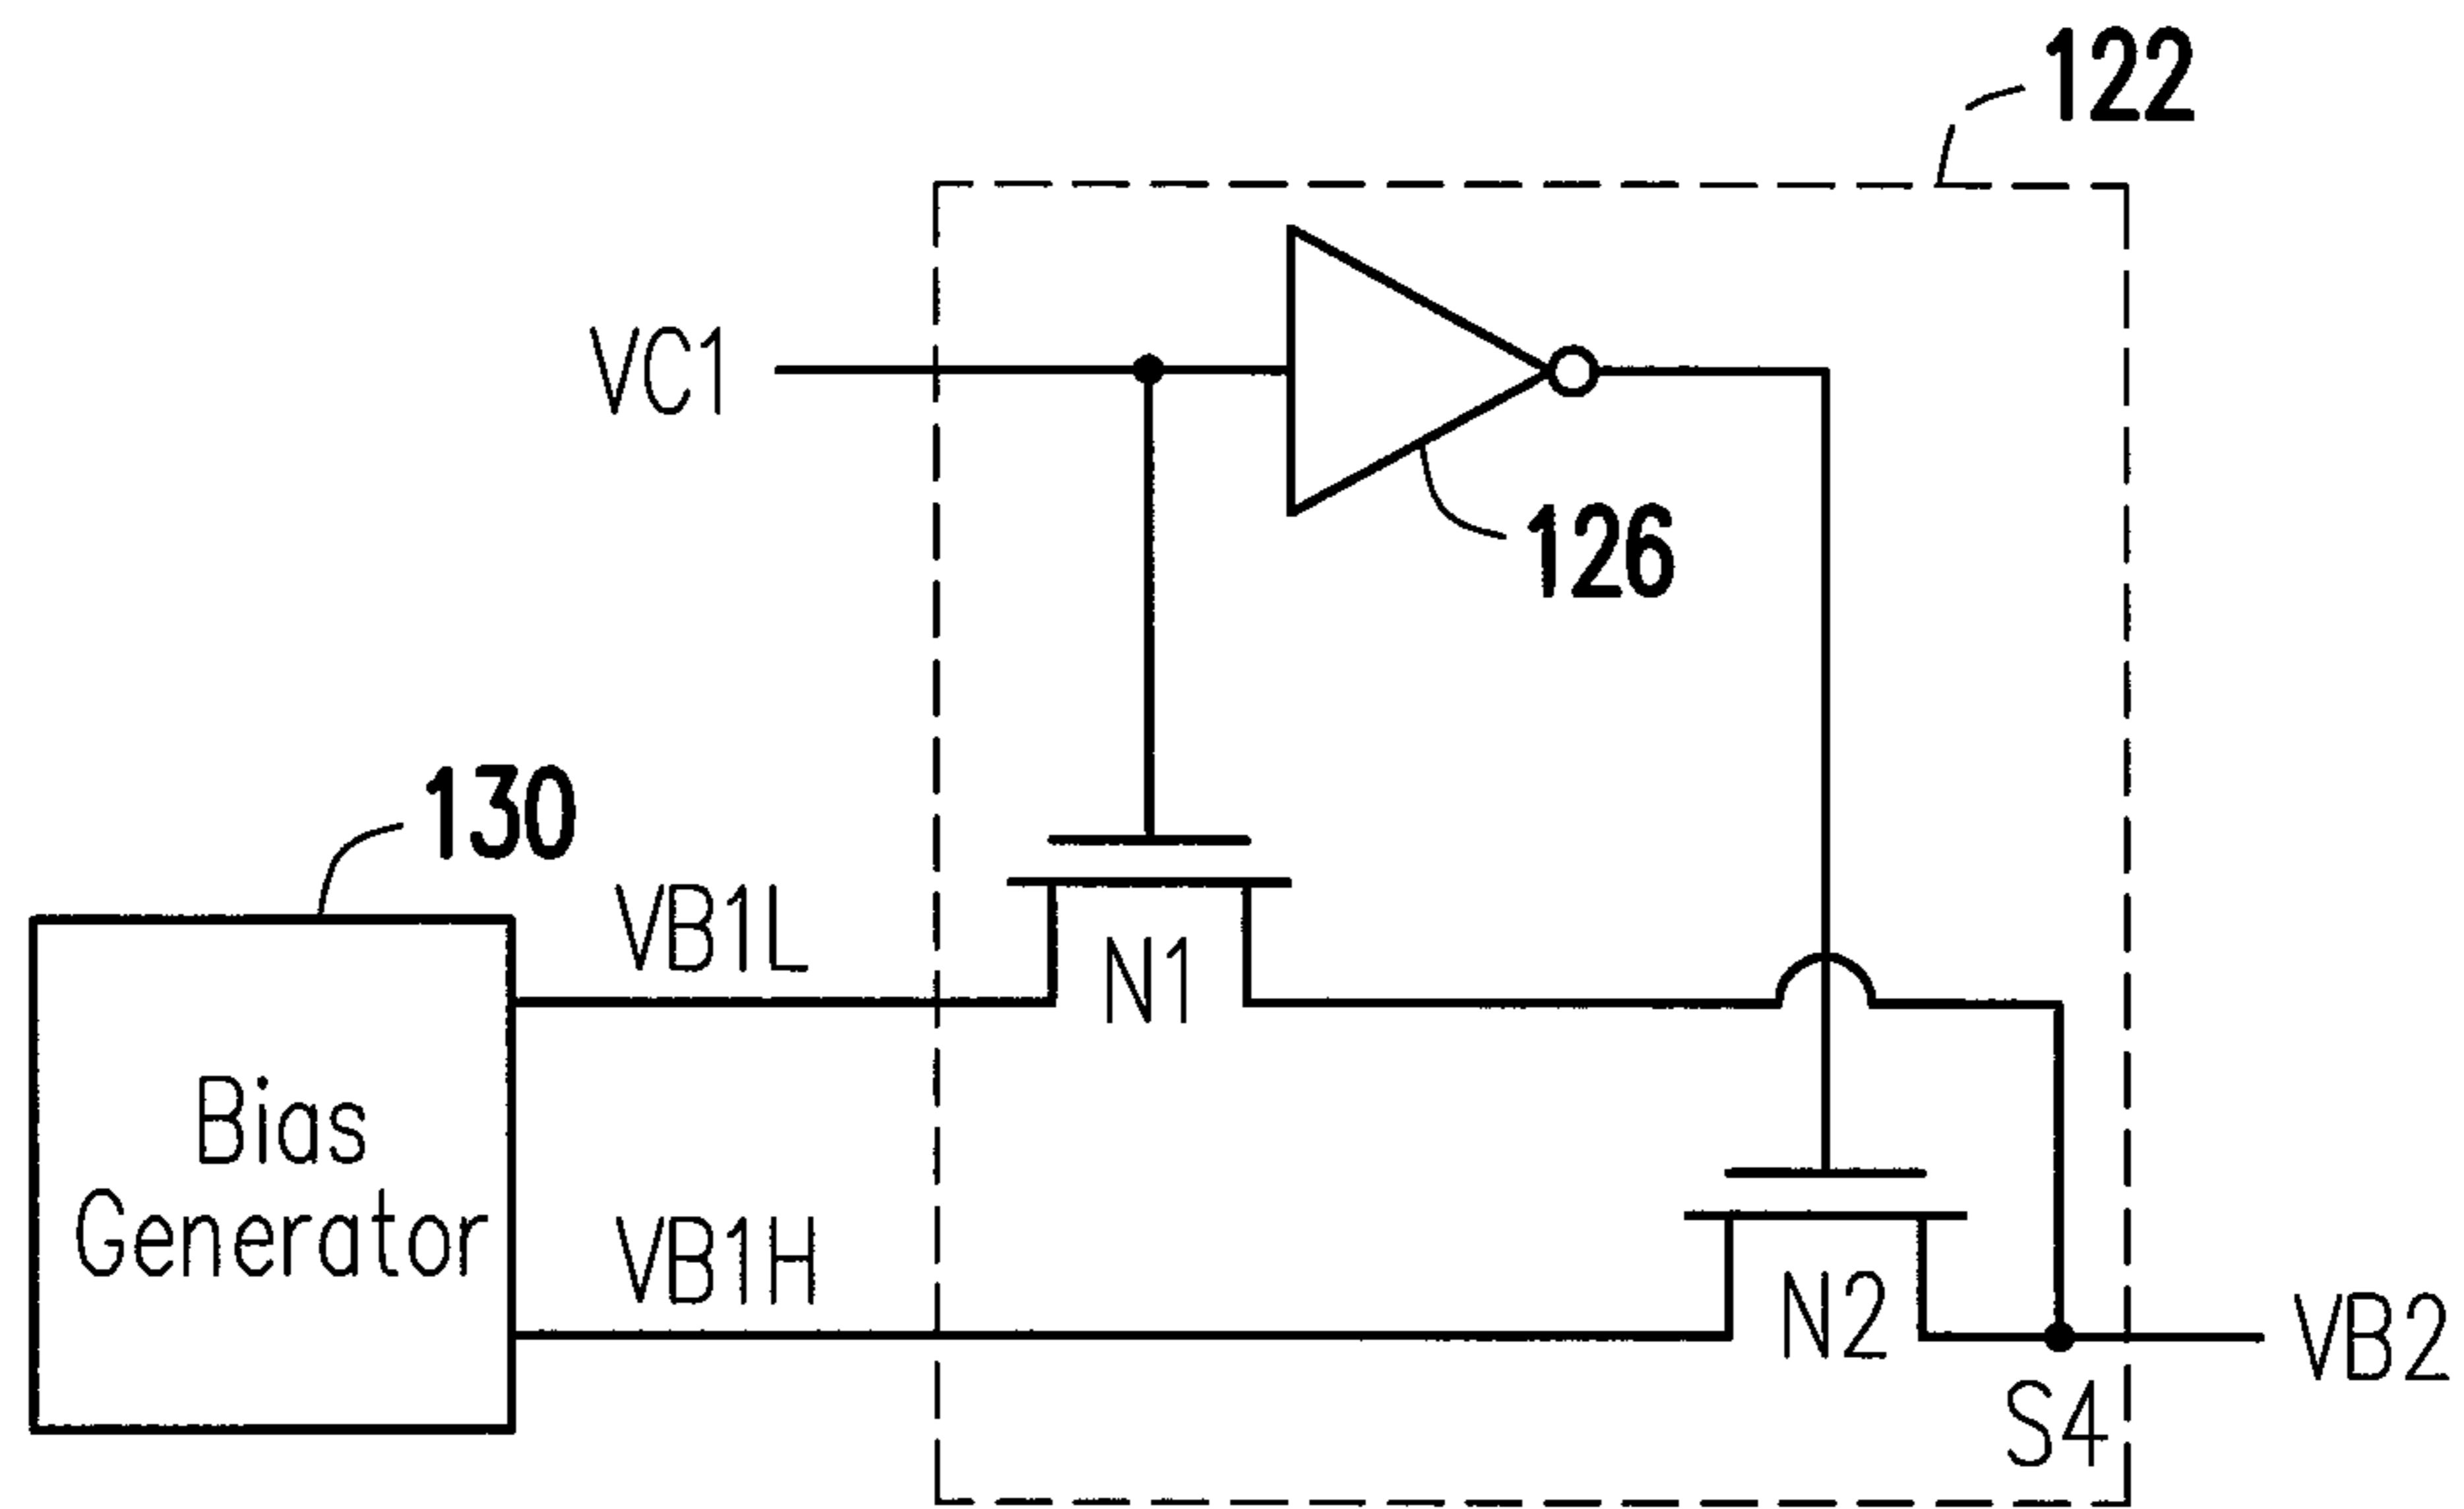 122
VC1
126
130
VB1L
N1
Bias
Generator
VB1H
N2
VB2
S4